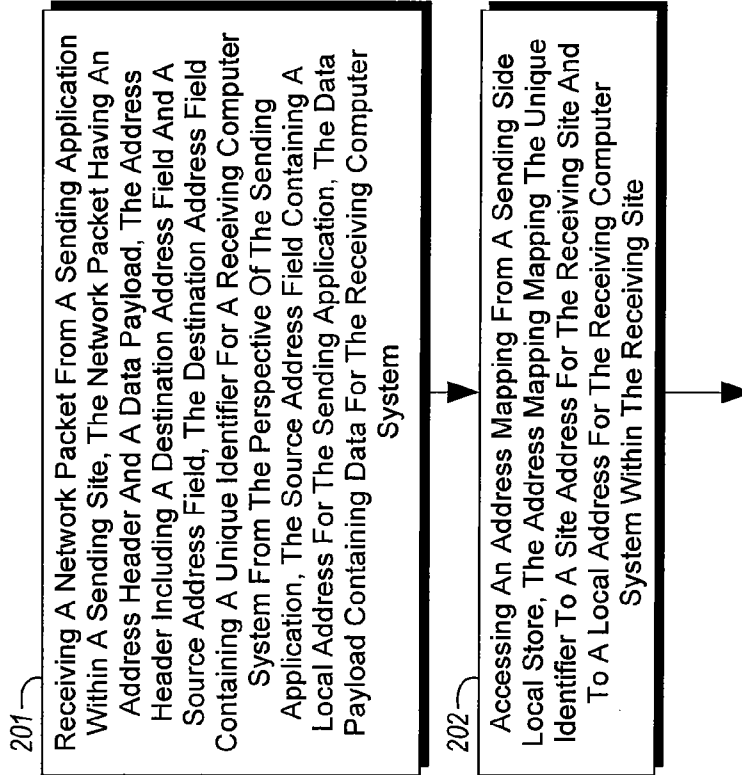 201
Receiving A Network Packet From A Sending Application
Within A Sending Site, The Network Packet Having An
Address Header And A Data Payload, The Address
Header Including A Destination Address Field And A
Source Address Field, The Destination Address Field
Containing A Unique Identifier For A Receiving Computer
System From The Perspective Of The Sending
Application, The Source Address Field Containing A
Local Address For The Sending Application, The Data
Payload Containing Data For The Receiving Computer
System
202
Accessing An Address Mapping From A Sending Side
Local Store, The Address Mapping Mapping The Unique
Identifier To A Site Address For The Receiving Site And
To A Local Address For The Receiving Computer
System Within The Receiving Site